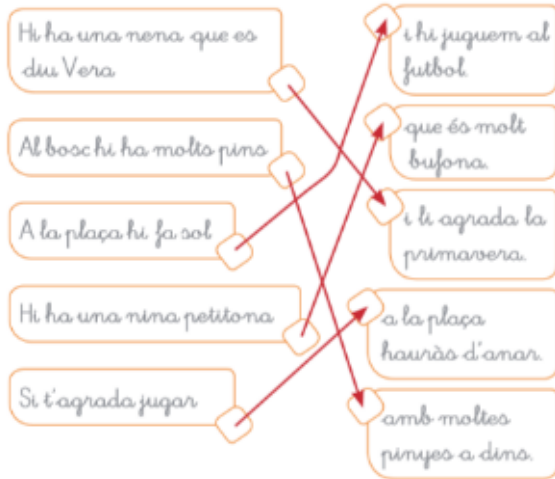 Hi ha una nena que es
diu Vera
Al bosc hi ha molts pins
A la plaça hi fa sol
Hi ha una nina petitona
Si t'agrada jugar
i hi juguem al
futbol.
que és molt
bufona.
i li agrada la
primavera.
a la plaça
hauràs d'anar.
amb moltes
pinyes a dins.